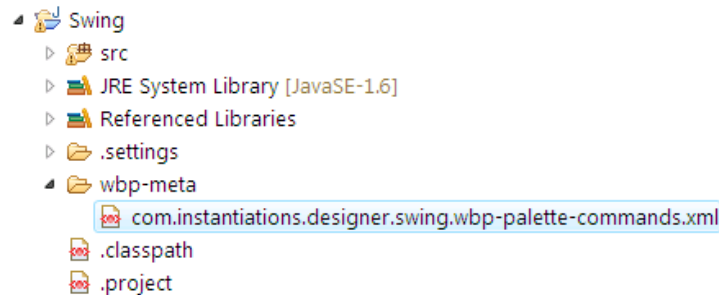 Swing
src
JRE System Library [JavaSE-1.6]
Referenced Libraries
.settings
wbp-meta
com.instantiations.designer.swing.wbp-palette-commands.xml
.classpath
.project